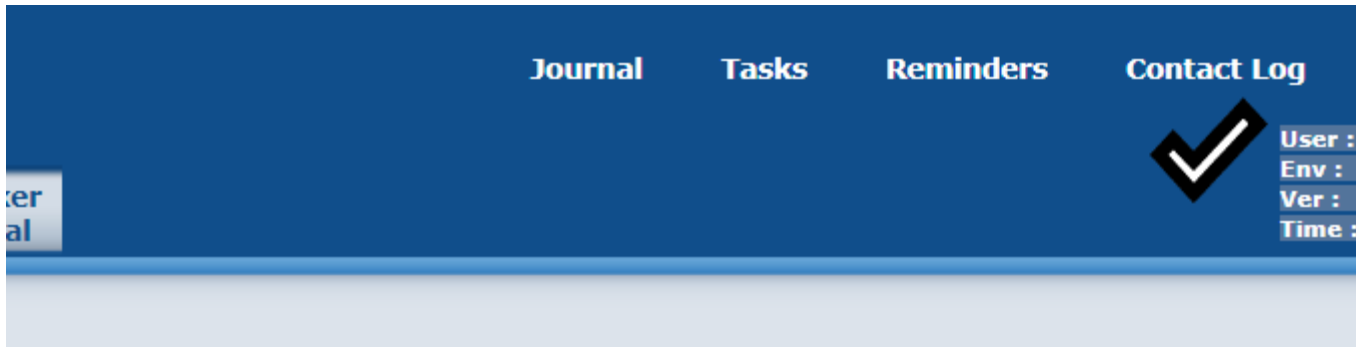 Journal Tasks Reminders Contact Log
User :
Env :
Ver :
Time :